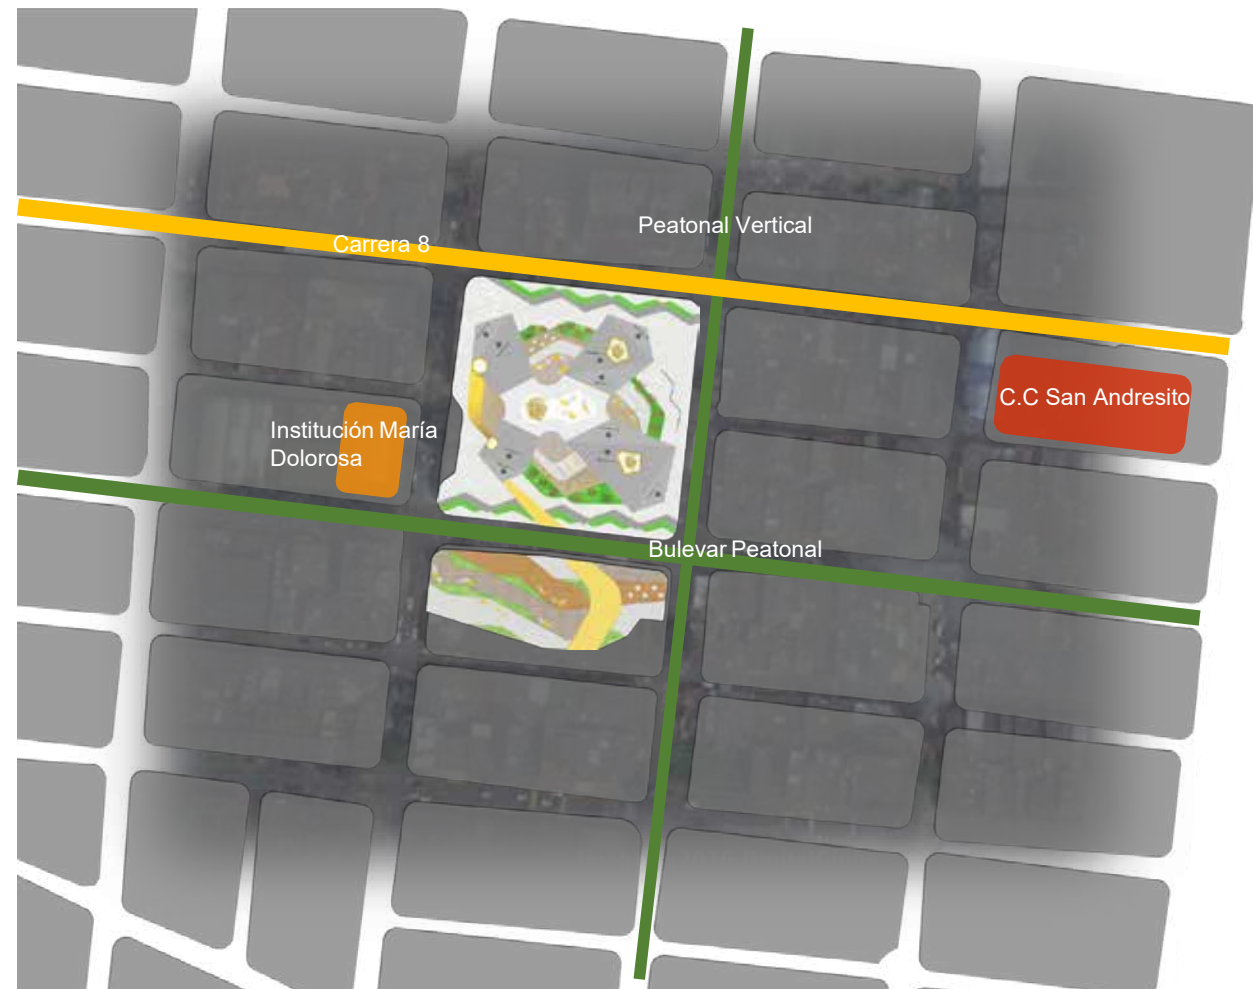 Peatonal Vertical
Carrera 8
C.C San Andresito
Institución María
Dolorosa
Bulevar Peatonal